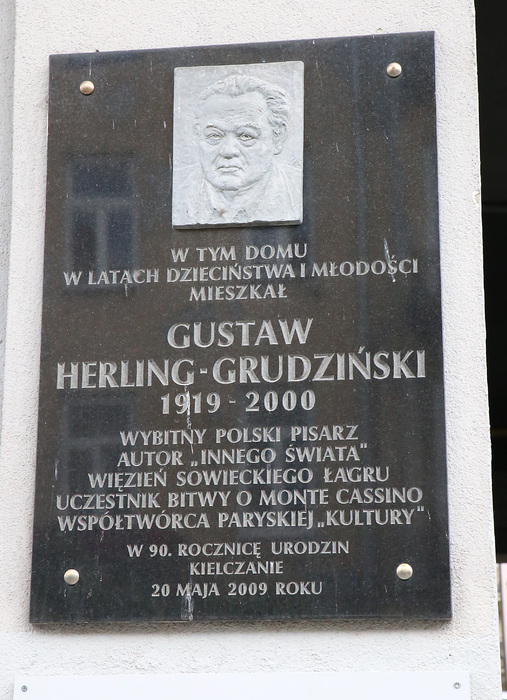 W TYM DOMU
W LATACH DZIECIŃSTWA I MŁODOŚCI
MIESZKAŁ
GUSTAW
HERLING-GRUDZIŃSKI
1919 - 2000
WYBITNY POLSKI PISARZ
AUTOR „INNEGO ŚWIATA"
WIĘZIEŃ SOWIECKIEGO ŁAGRU
UCZESTNIK BITWY O MONTE CASSINO
WSPÓŁTWÓRCA PARYSKIEJ „KULTURY"
W 90. ROCZNICĘ URODZIN
KIELCZANIE
20 MAJA 2009 ROKU